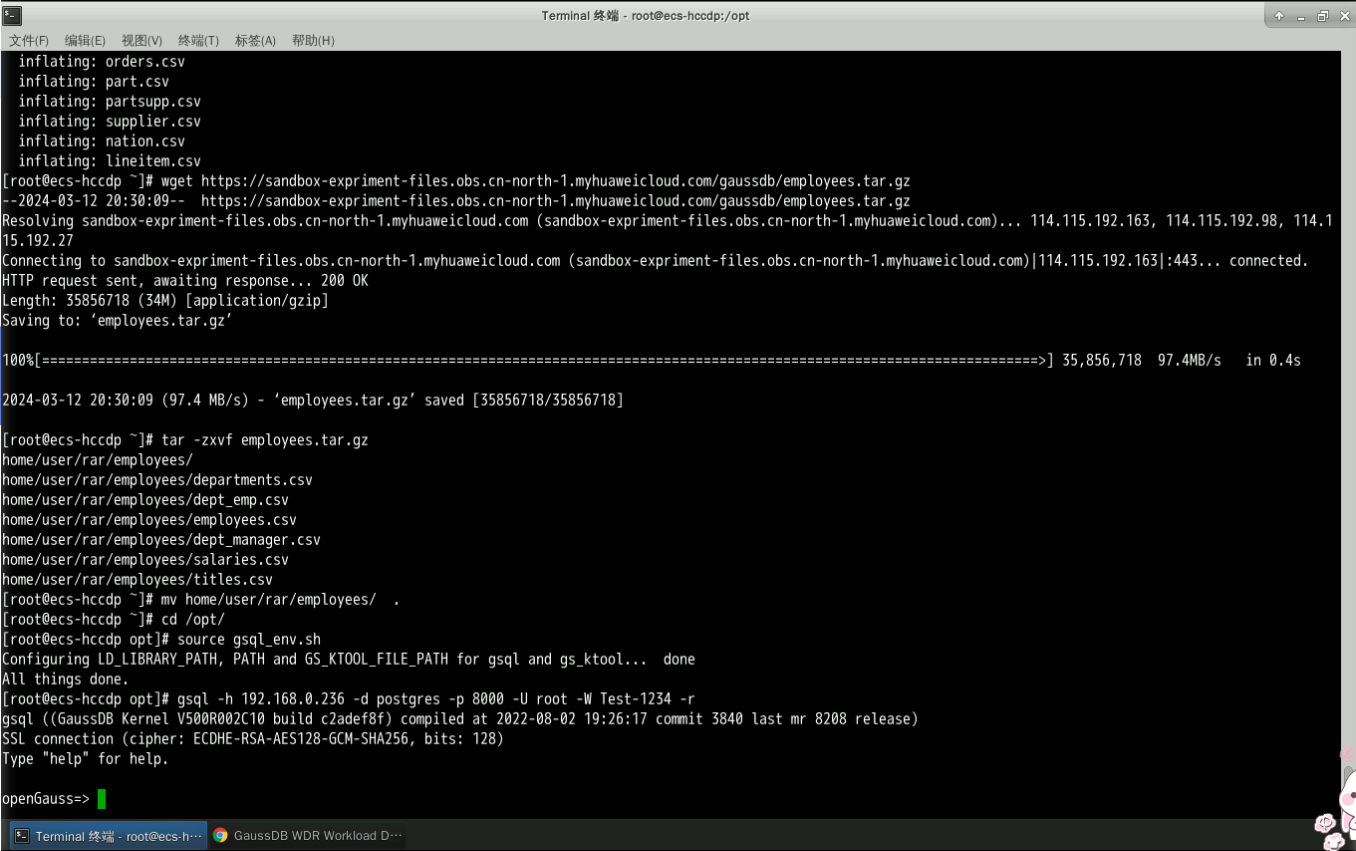 Terminal 终端 - root@ecs-hccdp:/opt
文件(F) 编辑(E) 视图(V) 终端(T) 标签(A) 帮助(H)
  inflating: orders.csv
  inflating: part.csv
  inflating: partsupp.csv
  inflating: supplier.csv
  inflating: nation.csv
  inflating: lineitem.csv
[root@ecs-hccdp ~]# wget https://sandbox-expriment-files.obs.cn-north-1.myhuaweicloud.com/gaussdb/employees.tar.gz
--2024-03-12 20:30:09--  https://sandbox-expriment-files.obs.cn-north-1.myhuaweicloud.com/gaussdb/employees.tar.gz
Resolving sandbox-expriment-files.obs.cn-north-1.myhuaweicloud.com (sandbox-expriment-files.obs.cn-north-1.myhuaweicloud.com)... 114.115.192.163, 114.115.192.98, 114.1
15.192.27
Connecting to sandbox-expriment-files.obs.cn-north-1.myhuaweicloud.com (sandbox-expriment-files.obs.cn-north-1.myhuaweicloud.com)|114.115.192.163|:443... connected.
HTTP request sent, awaiting response... 200 OK
Length: 35856718 (34M) [application/gzip]
Saving to: ‘employees.tar.gz’
100%[==============================================================================================================================>] 35,856,718  97.4MB/s   in 0.4s
2024-03-12 20:30:09 (97.4 MB/s) - ‘employees.tar.gz’ saved [35856718/35856718]
[root@ecs-hccdp ~]# tar -zxvf employees.tar.gz
home/user/rar/employees/
home/user/rar/employees/departments.csv
home/user/rar/employees/dept_emp.csv
home/user/rar/employees/employees.csv
home/user/rar/employees/dept_manager.csv
home/user/rar/employees/salaries.csv
home/user/rar/employees/titles.csv
[root@ecs-hccdp ~]# mv home/user/rar/employees/  .
[root@ecs-hccdp ~]# cd /opt/
[root@ecs-hccdp opt]# source gsql_env.sh
Configuring LD_LIBRARY_PATH, PATH and GS_KTOOL_FILE_PATH for gsql and gs_ktool...  done
All things done.
[root@ecs-hccdp opt]# gsql -h 192.168.0.236 -d postgres -p 8000 -U root -W Test-1234 -r
gsql ((GaussDB Kernel V500R002C10 build c2adef8f) compiled at 2022-08-02 19:26:17 commit 3840 last mr 8208 release)
SSL connection (cipher: ECDHE-RSA-AES128-GCM-SHA256, bits: 128)
Type "help" for help.
openGauss=>
Terminal 终端 - root@ecs-h··· GaussDB WDR Workload D···